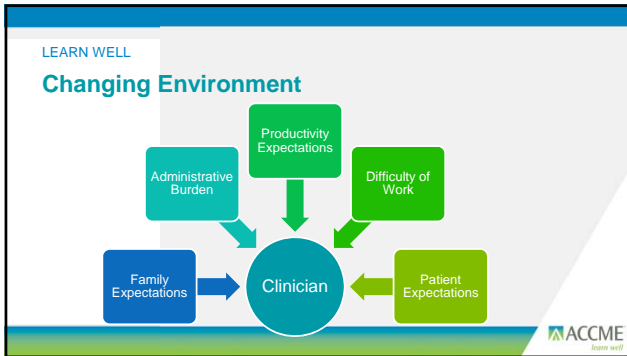 LEARN WELL
Changing Environment
Productivity
Expectations
Administrative
Burden
Difficulty of
Work
Family
Expectations
Clinician
Patient
Expectations
ACCME
learn well